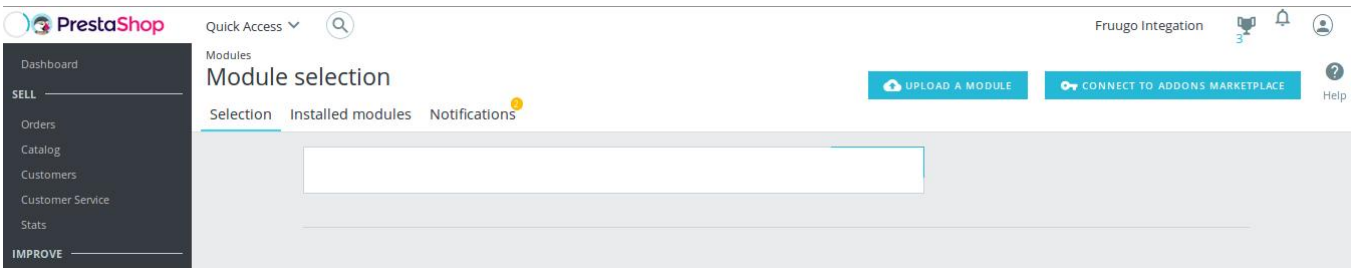 PrestaShop
Quick Access
Fruugo Integation
3
Dashboard
SELL
Orders
Catalog
Customers
Customer Service
Stats
IMPROVE
Modules
Module selection
UPLOAD A MODULE
CONNECT TO ADDONS MARKETPLACE
Help
Selection Installed modules Notifications